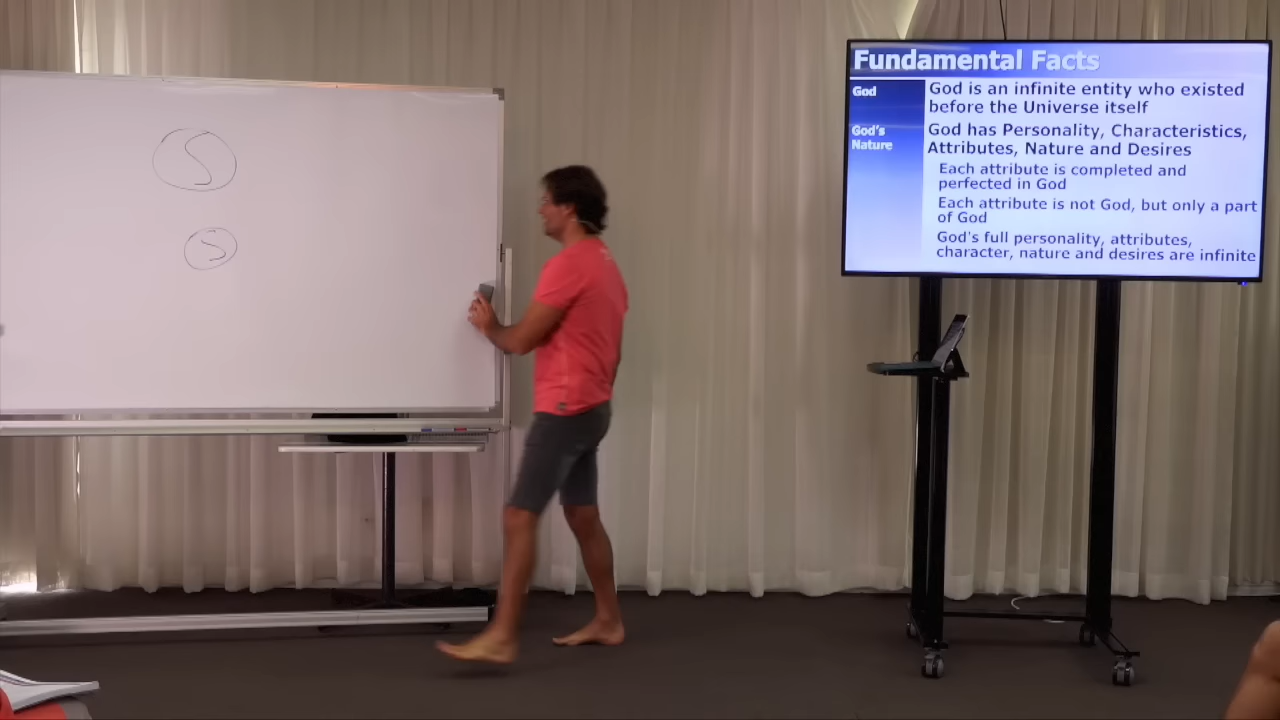 S
S
Fundamental Facts
God
God is an infinite entity who existed
before the Universe itself
God's
Nature
God has Personality, Characteristics,
Attributes, Nature and Desires
Each attribute is completed and
perfected in God
Each attribute is not God, but only a part
of God
God's full personality, attributes,
character, nature and desires are infinite